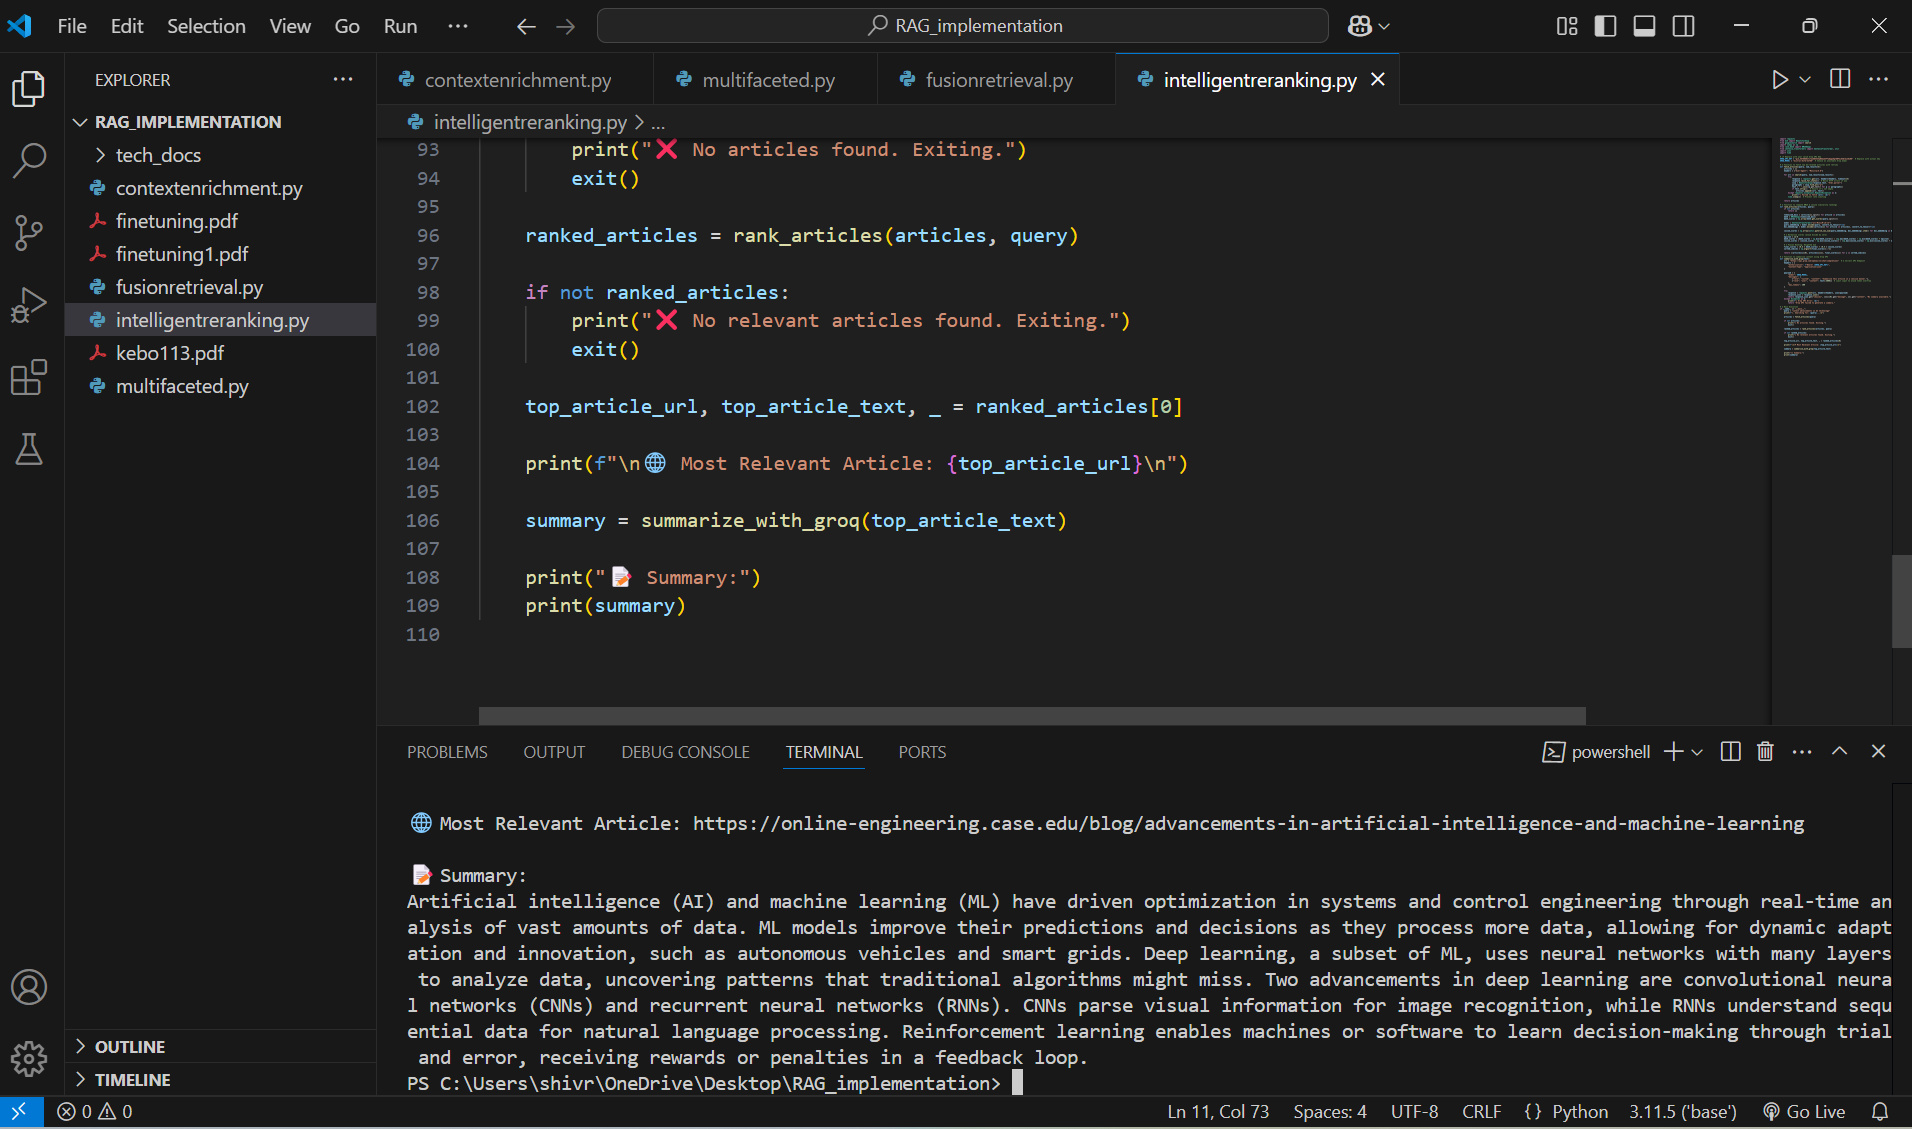 File Edit Selection View Go Run ··· RAG_implementation
EXPLORER ···
RAG_IMPLEMENTATION
tech_docs
contextenrichment.py
finetuning.pdf
finetuning1.pdf
fusionretrieval.py
intelligentreranking.py
kebo113.pdf
multifaceted.py
OUTLINE
TIMELINE
contextenrichment.py multifaceted.py fusionretrieval.py intelligentreranking.py
intelligentreranking.py > ...
93 print("❌ No articles found. Exiting.")
94 exit()
95
96 ranked_articles = rank_articles(articles, query)
97
98 if not ranked_articles:
99 print("❌ No relevant articles found. Exiting.")
100 exit()
101
102 top_article_url, top_article_text, _ = ranked_articles[0]
103
104 print(f"\n🌐 Most Relevant Article: {top_article_url}\n")
105
106 summary = summarize_with_groq(top_article_text)
107
108 print("📝 Summary:")
109 print(summary)
110
PROBLEMS OUTPUT DEBUG CONSOLE TERMINAL PORTS powershell
🌐 Most Relevant Article: https://online-engineering.case.edu/blog/advancements-in-artificial-intelligence-and-machine-learning
📝 Summary:
Artificial intelligence (AI) and machine learning (ML) have driven optimization in systems and control engineering through real-time an
alysis of vast amounts of data. ML models improve their predictions and decisions as they process more data, allowing for dynamic adapt
ation and innovation, such as autonomous vehicles and smart grids. Deep learning, a subset of ML, uses neural networks with many layers
to analyze data, uncovering patterns that traditional algorithms might miss. Two advancements in deep learning are convolutional neura
l networks (CNNs) and recurrent neural networks (RNNs). CNNs parse visual information for image recognition, while RNNs understand sequ
ential data for natural language processing. Reinforcement learning enables machines or software to learn decision-making through trial
and error, receiving rewards or penalties in a feedback loop.
PS C:\Users\shivr\OneDrive\Desktop\RAG_implementation>
0 0 Ln 11, Col 73 Spaces: 4 UTF-8 CRLF {} Python 3.11.5 ('base') Go Live